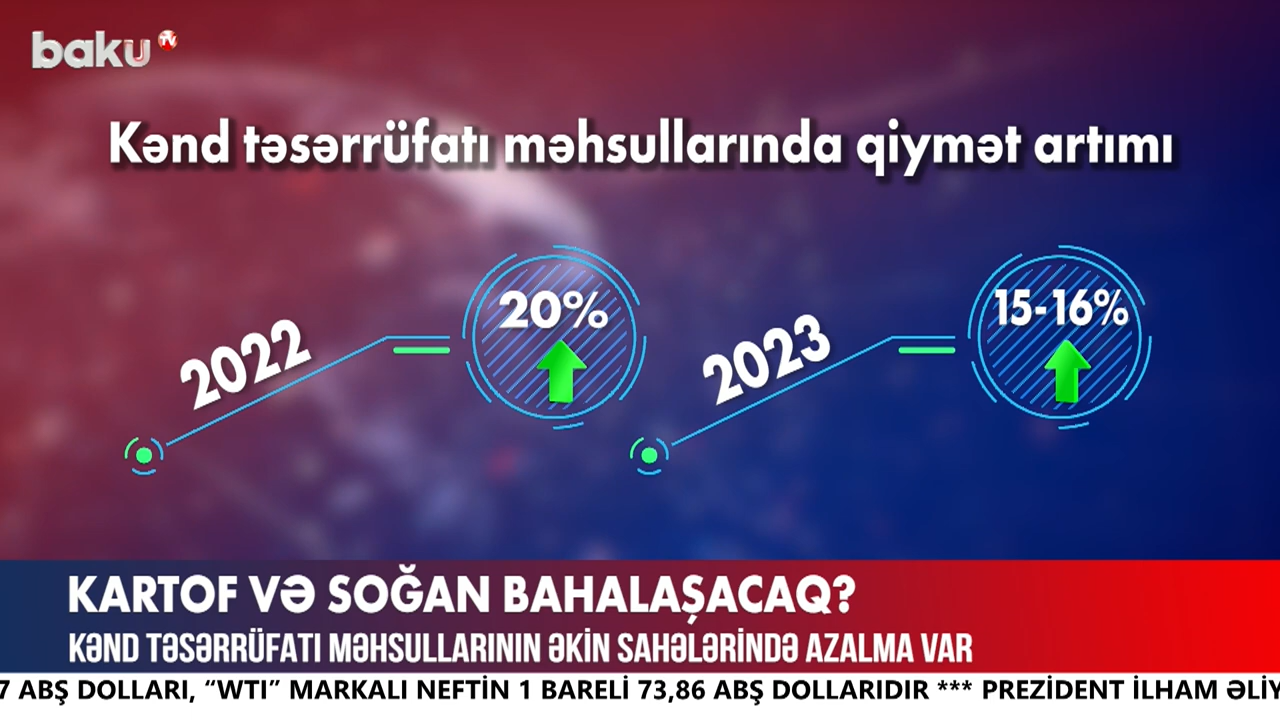 baku TV
Kənd təsərrüfatı məhsullarında qiymət artımı
2022
20%
2023
15-16%
KARTOF VƏ SOĞAN BAHALAŞACAQ?
KƏND TƏSƏRRÜFATI MƏHSULLARININ ƏKİN SAHƏLƏRİNDƏ AZALMA VAR
7 ABŞ DOLLARI, “WTI” MARKALI NEFTİN 1 BARELİ 73,86 ABŞ DOLLARIDIR *** PREZİDENT İLHAM ƏLİY